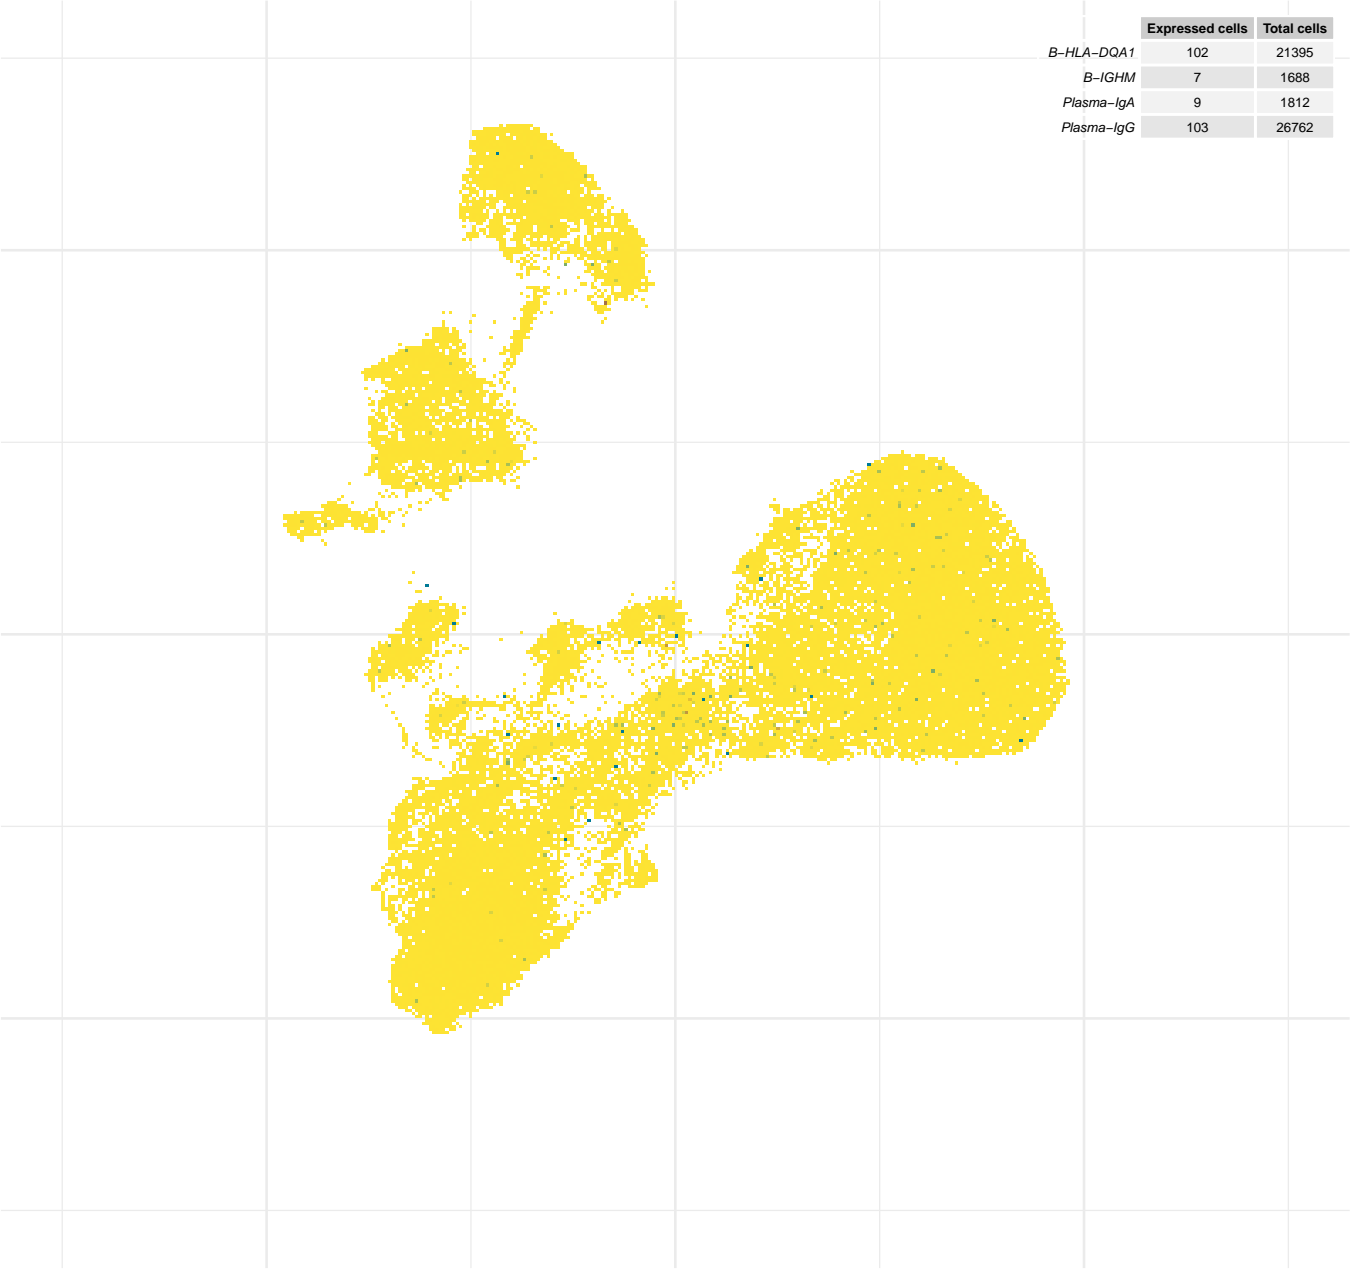 Expressed cells Total cells
B−HLA−DQA1 102 21395
B−IGHM 7 1688
Plasma−IgA 9 1812
Plasma−IgG 103 26762